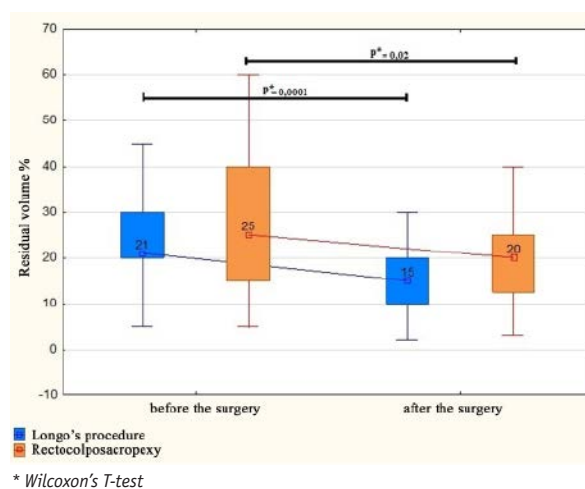 70
60
50
40
30
20
10
0
-10
Residual volume %
p*=0,02
p*=0,0001
21
25
15
20
before the surgery
after the surgery
Longo's procedure
Rectocolposacropexy
* Wilcoxon's T-test